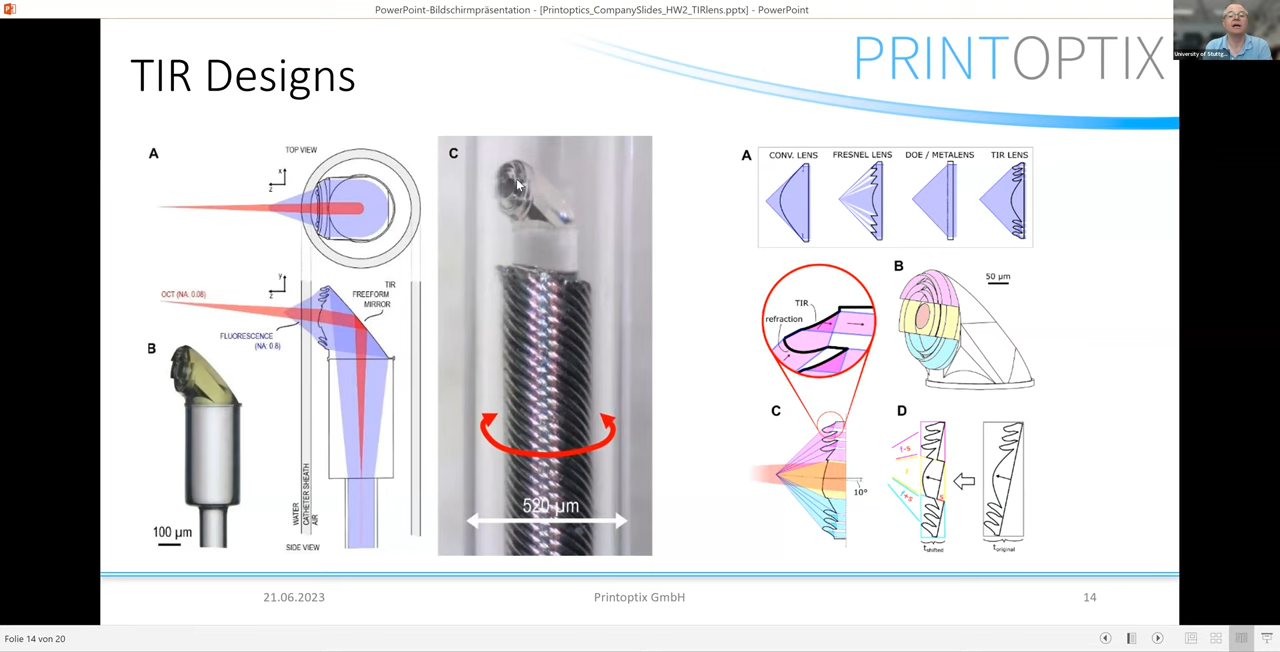 PowerPoint-Bildschirmpräsentation - [Printoptics_CompanySlides_HW2_TIRlens.pptx] - PowerPoint
University of Stuttg...
PRINTOPTIX
TIR Designs
A
TOP VIEW
x
z
y
z
OCT (NA: 0.08)
TIR
FREEFORM
MIRROR
FLUORESCENCE
(NA: 0.8)
B
100 µm
WATER
CATHETER SHEATH
AIR
SIDE VIEW
C
520 µm
A
CONV. LENS
FRESNEL LENS
DOE / METALENS
TIR LENS
TIR
refraction
B
50 µm
C
10°
D
f-s
f
f+s
s
tshifted
toriginal
21.06.2023
Printoptix GmbH
14
Folie 14 von 20